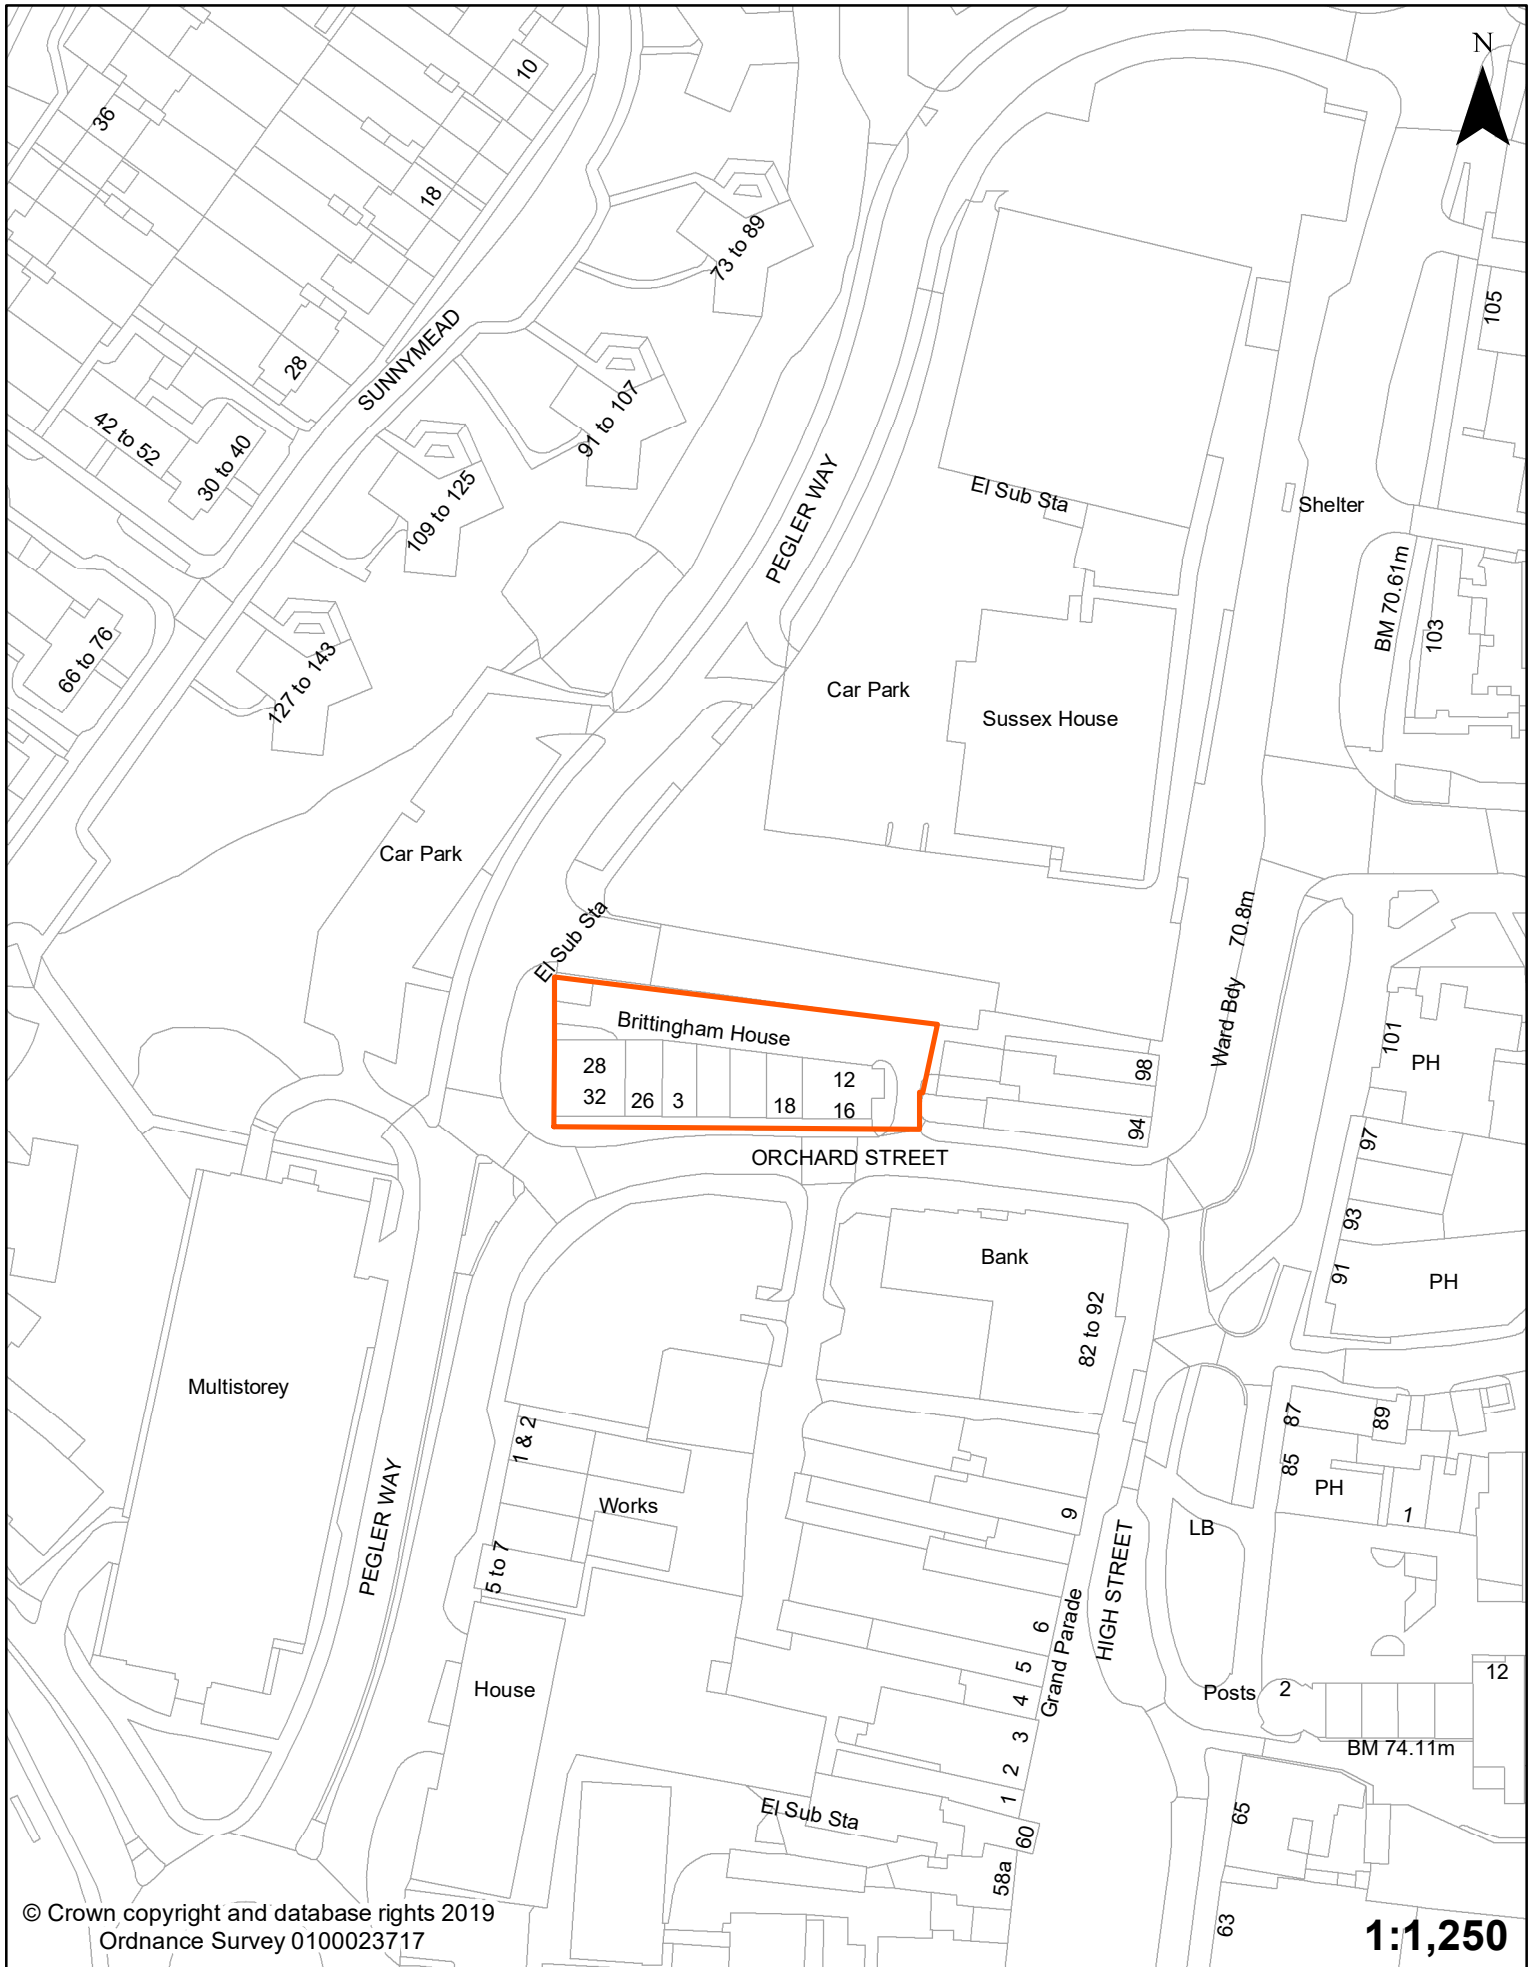 N
10
36
18
73 to 89
105
SUNNYMEAD
28
91 to 107
42 to 52
30 to 40
PEGLER WAY
El Sub Sta
Shelter
109 to 125
BM 70.61m
103
66 to 76
127 to 143
Car Park
Sussex House
Car Park
El Sub Sta
70.8m
Ward Bdy
Brittingham House
101
PH
98
28
32
26
3
18
12
16
94
97
ORCHARD STREET
93
Bank
91
PH
82 to 92
Multistorey
87
89
1 & 2
85
PH
1
PEGLER WAY
Works
9
LB
5 to 7
HIGH STREET
Grand Parade
6
5
4
3
2
1
House
Posts
2
12
BM 74.11m
El Sub Sta
60
65
58a
63
© Crown copyright and database rights 2019
Ordnance Survey 0100023717
1:1,250